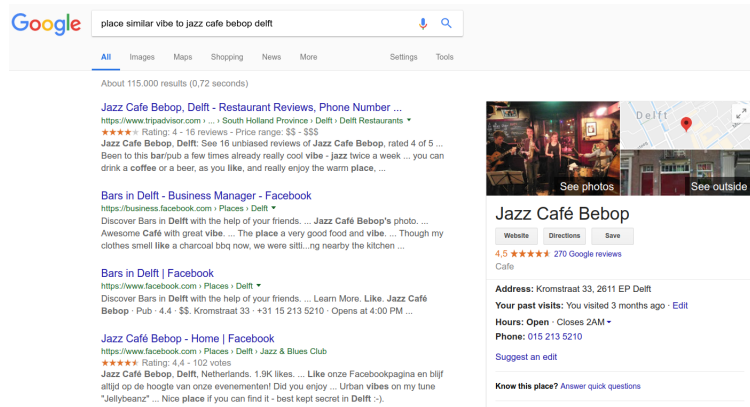 Google
place similar vibe to jazz cafe bebop delft
All Images Maps Shopping News More Settings Tools
About 115.000 results (0,72 seconds)
Jazz Cafe Bebop, Delft - Restaurant Reviews, Phone Number ...
https://www.tripadvisor.com › ... › South Holland Province › Delft › Delft Restaurants
Rating: 4 - 16 reviews - Price range: $$ - $$$
Jazz Cafe Bebop, Delft: See 16 unbiased reviews of Jazz Cafe Bebop, rated 4 of 5 ...
Been to this bar/pub a few times already really cool vibe - jazz twice a week ... you can
drink a coffee or a beer, as you like, and really enjoy the warm place, ...
Bars in Delft - Business Manager - Facebook
https://business.facebook.com › Places › Delft
Discover Bars in Delft with the help of your friends. ... Jazz Café Bebop's photo. ...
Awesome Café with great vibe. ... The place a very good food and vibe. ... Though my
clothes smell like a charcoal bbq now, we were sitti...ng nearby the kitchen ...
Bars in Delft | Facebook
https://www.facebook.com › Places › Delft
Discover Bars in Delft with the help of your friends. ... Learn More. Like. Jazz Café
Bebop · Pub · 4.4 · $$. Kromstraat 33 · +31 15 213 5210 · Opens at 4:00 PM ...
Jazz Café Bebop - Home | Facebook
https://www.facebook.com › Places › Delft › Jazz & Blues Club
Rating: 4,4 - 102 votes
Jazz Café Bebop, Delft, Netherlands. 1.9K likes. ... Like onze Facebookpagina en blijf
altijd op de hoogte van onze evenementen! Did you enjoy ... Urban vibes on my tune
"Jellybeanz" ... Nice place if you can find it - best kept secret in Delft :-).
Delft
See photos
See outside
Jazz Café Bebop
Website Directions Save
4,5 270 Google reviews
Cafe
Address: Kromstraat 33, 2611 EP Delft
Your past visits: You visited 3 months ago · Edit
Hours: Open · Closes 2AM
Phone: 015 213 5210
Suggest an edit
Know this place? Answer quick questions